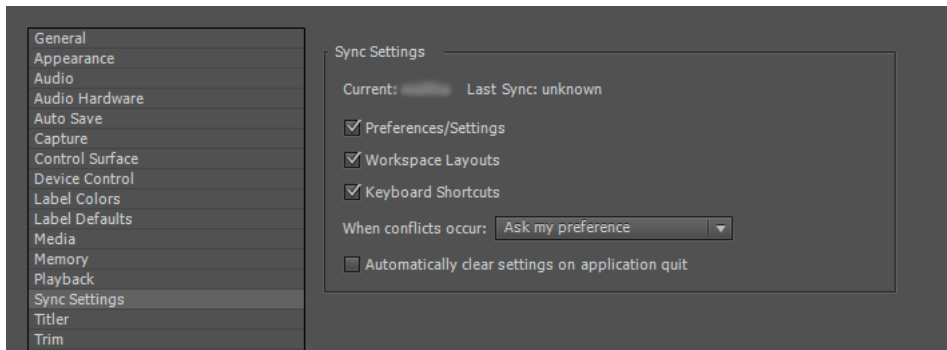 General
Appearance
Audio
Audio Hardware
Auto Save
Capture
Control Surface
Device Control
Label Colors
Label Defaults
Media
Memory
Playback
Sync Settings
Titler
Trim
Sync Settings
Current: Last Sync: unknown
Preferences/Settings
Workspace Layouts
Keyboard Shortcuts
When conflicts occur: Ask my preference
Automatically clear settings on application quit